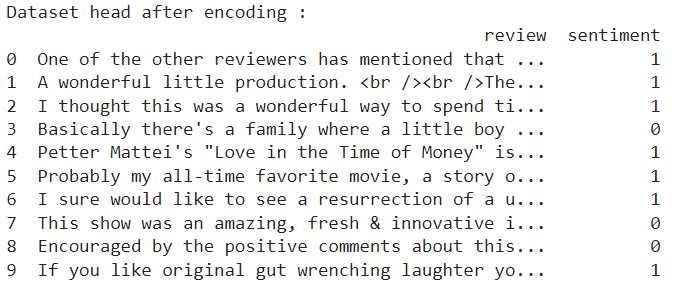 Dataset head after encoding :
review sentiment
0 One of the other reviewers has mentioned that ... 1
1 A wonderful little production. <br /><br />The... 1
2 I thought this was a wonderful way to spend ti... 1
3 Basically there's a family where a little boy ... 0
4 Petter Mattei's "Love in the Time of Money" is... 1
5 Probably my all-time favorite movie, a story o... 1
6 I sure would like to see a resurrection of a u... 1
7 This show was an amazing, fresh & innovative i... 0
8 Encouraged by the positive comments about this... 0
9 If you like original gut wrenching laughter yo... 1